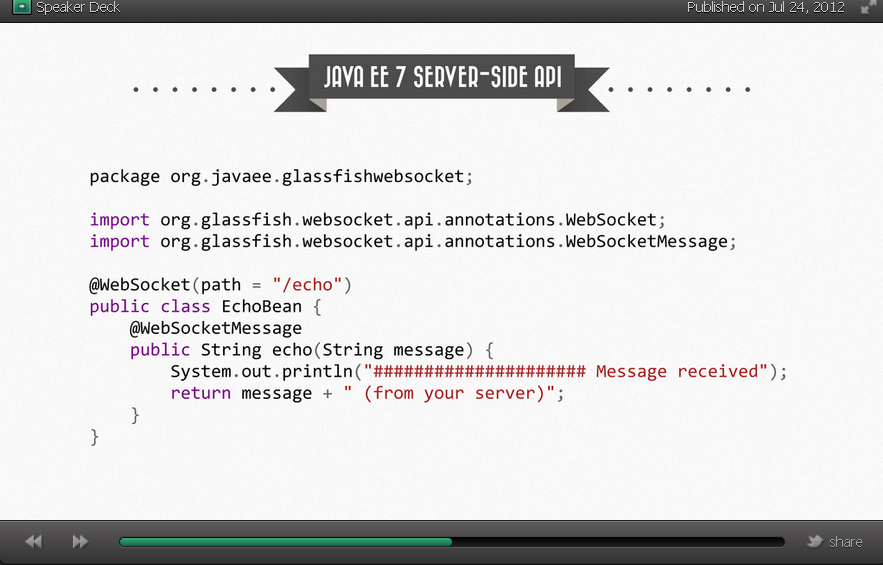 Speaker Deck
Published on Jul 24, 2012
JAVA EE 7 SERVER-SIDE API
package org.javaee.glassfishwebsocket;
import org.glassfish.websocket.api.annotations.WebSocket;
import org.glassfish.websocket.api.annotations.WebSocketMessage;
@WebSocket(path = "/echo")
public class EchoBean {
@WebSocketMessage
public String echo(String message) {
System.out.println("##################### Message received");
return message + " (from your server)";
}
}
share